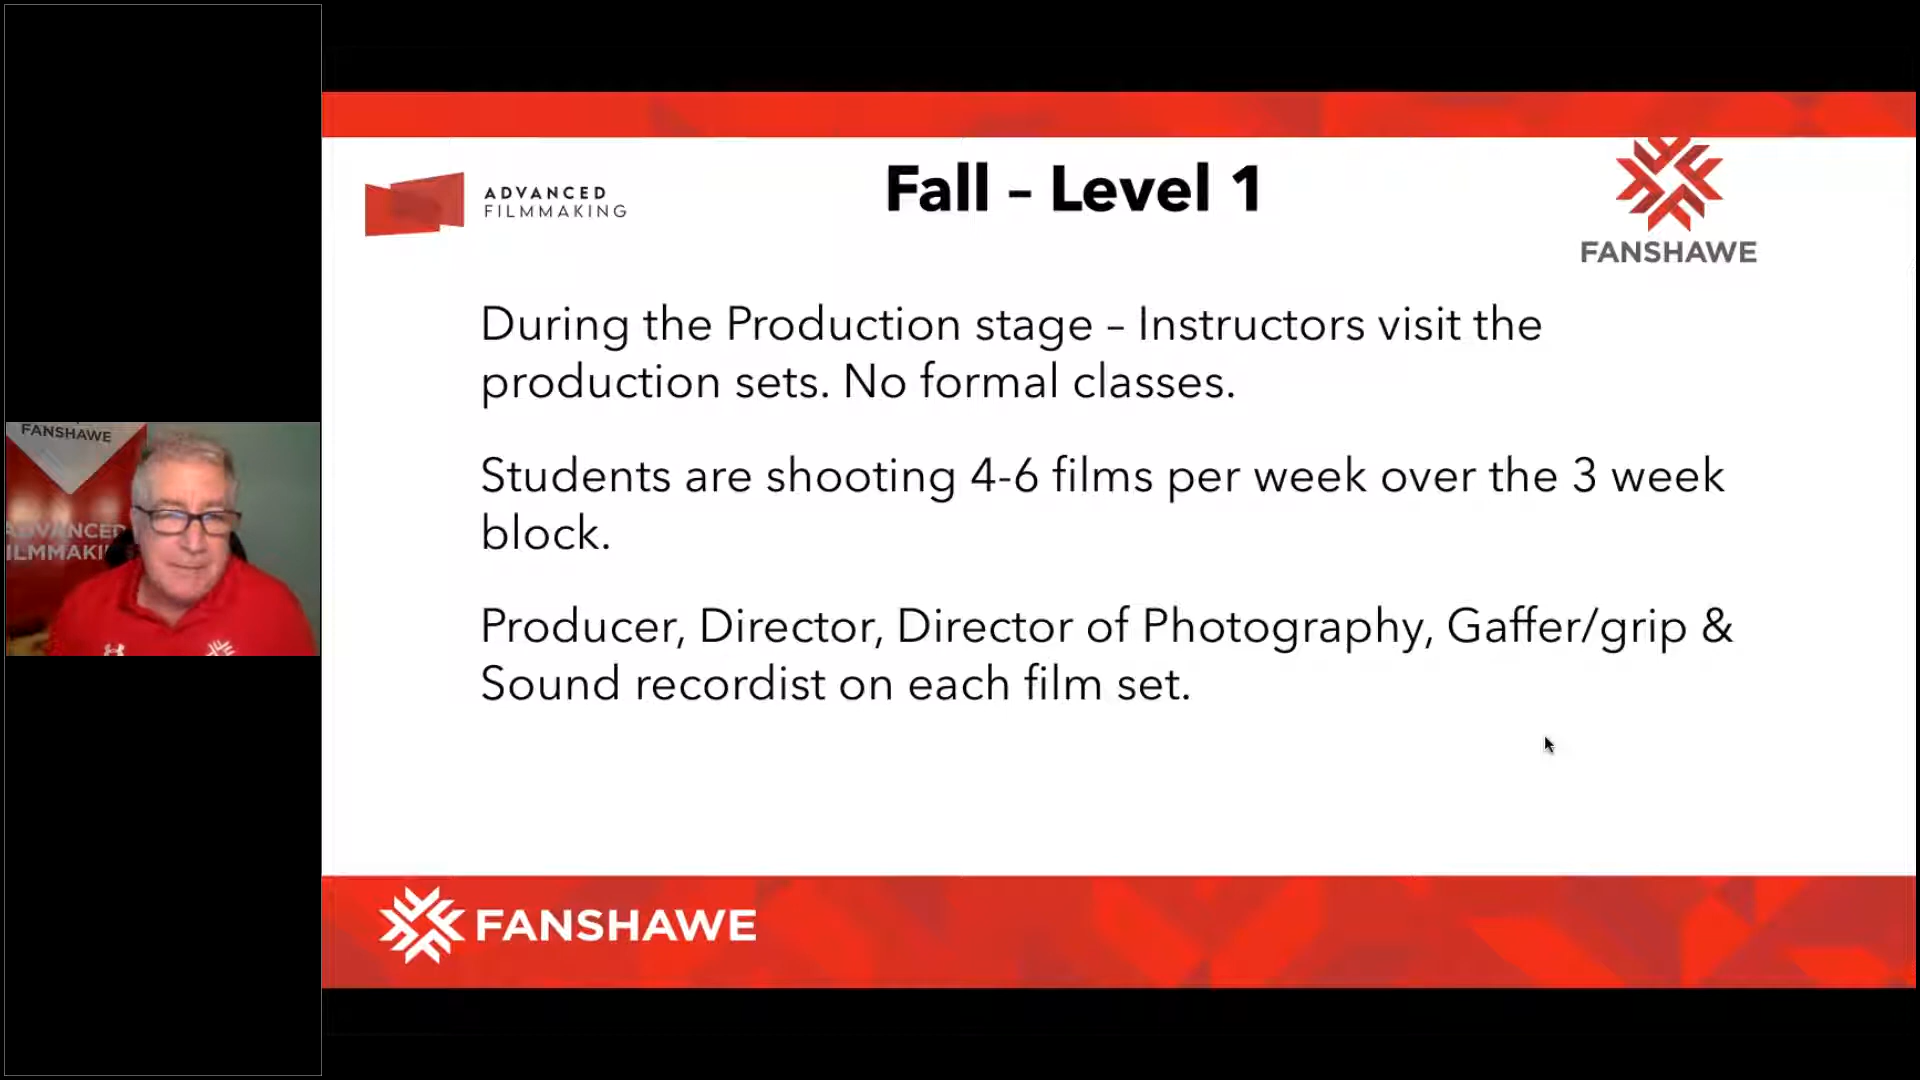 ADVANCED
FILMMAKING
Fall – Level 1
FANSHAWE
During the Production stage – Instructors visit the
production sets. No formal classes.
Students are shooting 4-6 films per week over the 3 week
block.
Producer, Director, Director of Photography, Gaffer/grip &
Sound recordist on each film set.
FANSHAWE
FANSHAWE
ADVANCED
ILMMAKI